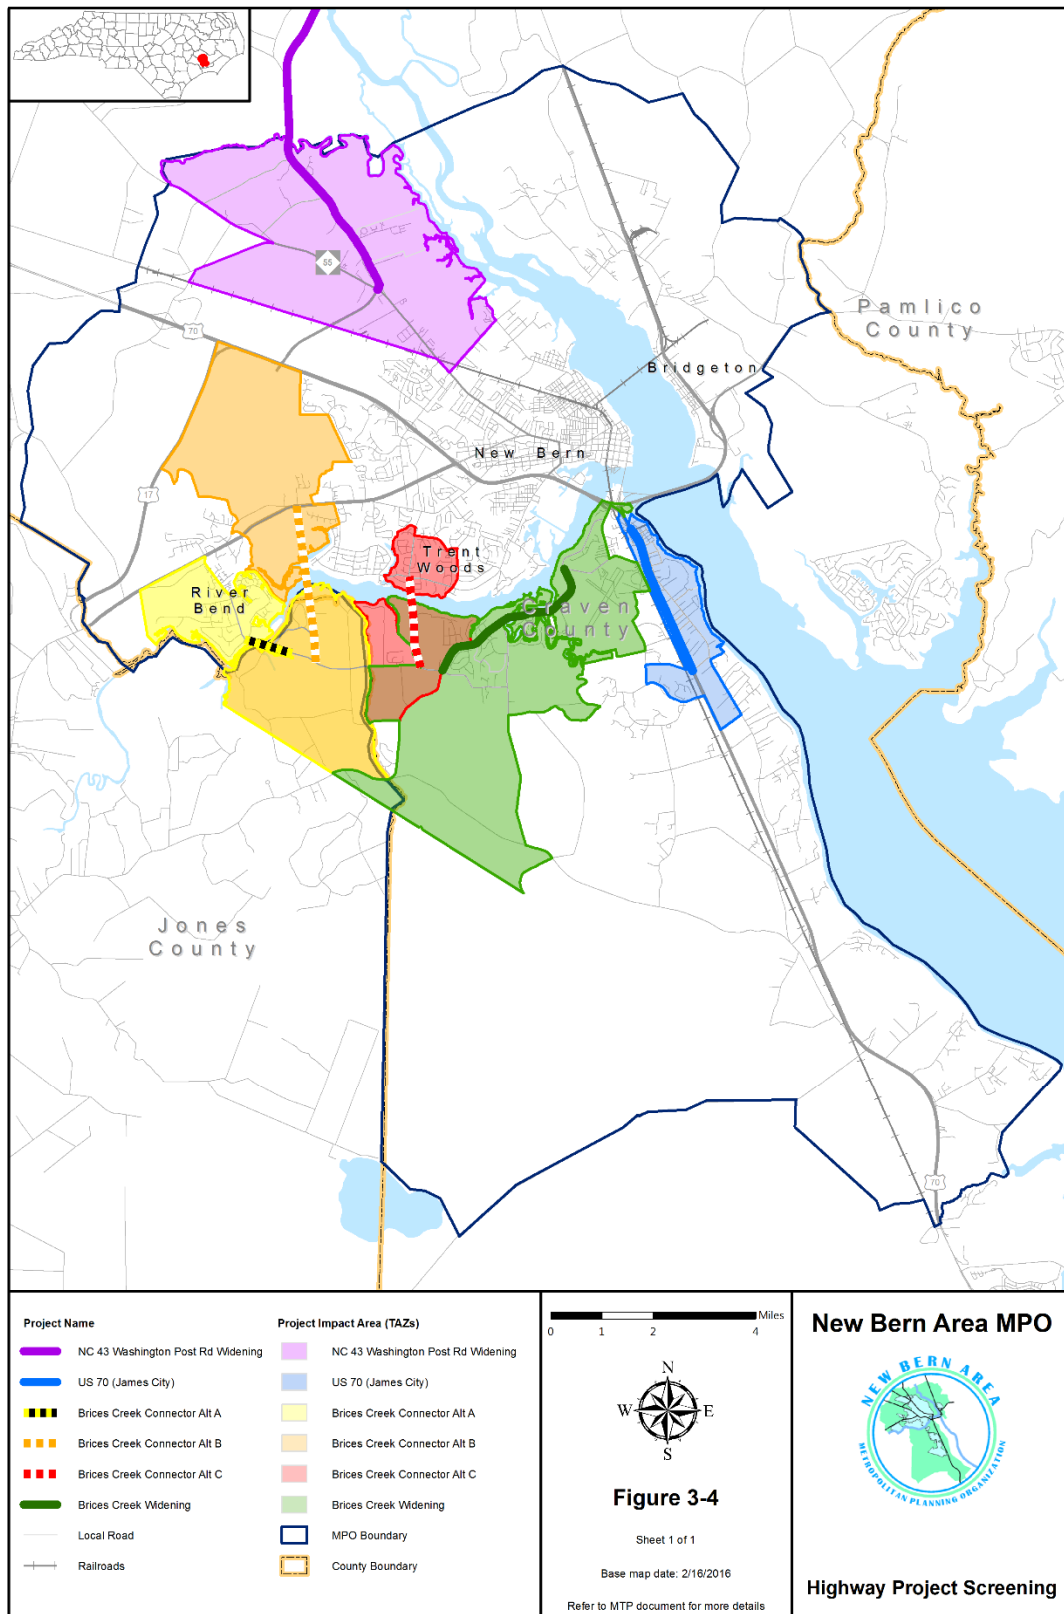 55
70
Pamlico
County
Bridgeton
New Bern
17
Trent
Woods
River
Bend
Craven
County
Jones
County
70
Project Name
NC 43 Washington Post Rd Widening
US 70 (James City)
Brices Creek Connector Alt A
Brices Creek Connector Alt B
Brices Creek Connector Alt C
Brices Creek Widening
Local Road
Railroads
Project Impact Area (TAZs)
NC 43 Washington Post Rd Widening
US 70 (James City)
Brices Creek Connector Alt A
Brices Creek Connector Alt B
Brices Creek Connector Alt C
Brices Creek Widening
MPO Boundary
County Boundary
Miles
0 1 2 4
N
W E
S
Figure 3-4
Sheet 1 of 1
Base map date: 2/16/2016
Refer to MTP document for more details
New Bern Area MPO
NEW BERN AREA
METROPOLITAN PLANNING ORGANIZATION
Highway Project Screening